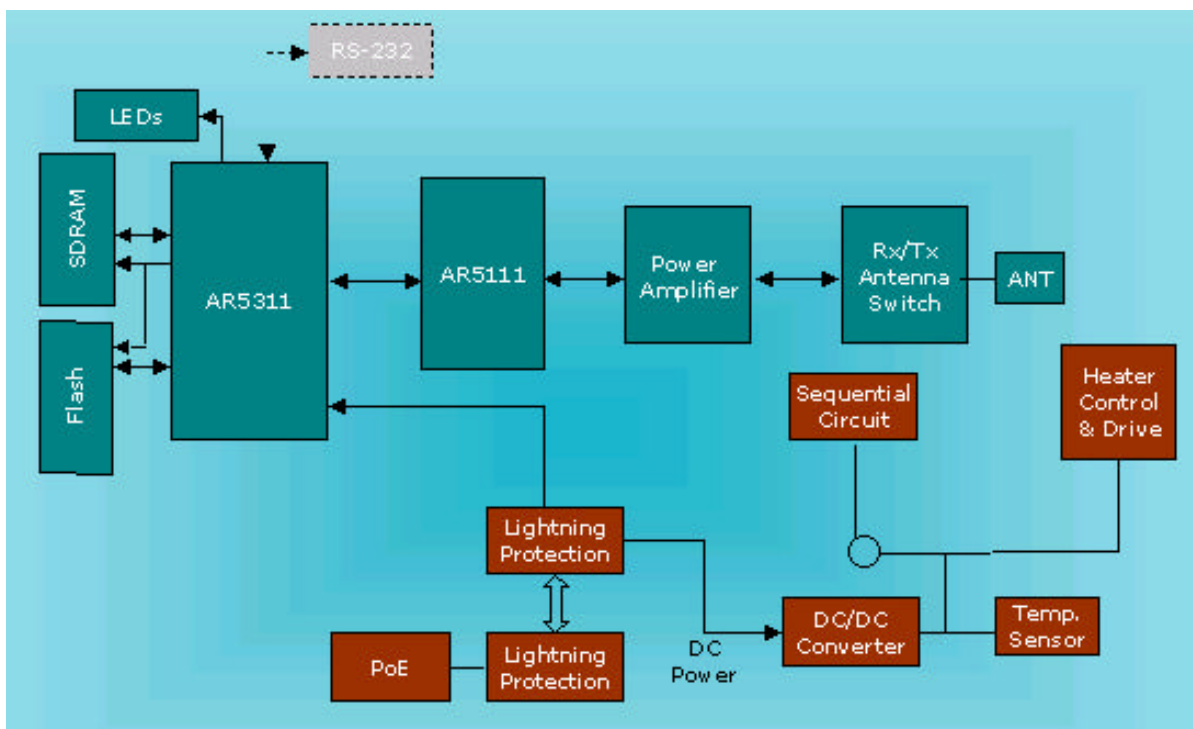 RS-232
LEDs
SDRAM
AR5311
AR5111
Power
Amplifier
Rx/Tx
Antenna
Switch
ANT
Flash
Sequential
Circuit
Heater
Control
& Drive
Lightning
Protection
DC/DC
Converter
Temp.
Sensor
DC
Power
PoE
Lightning
Protection